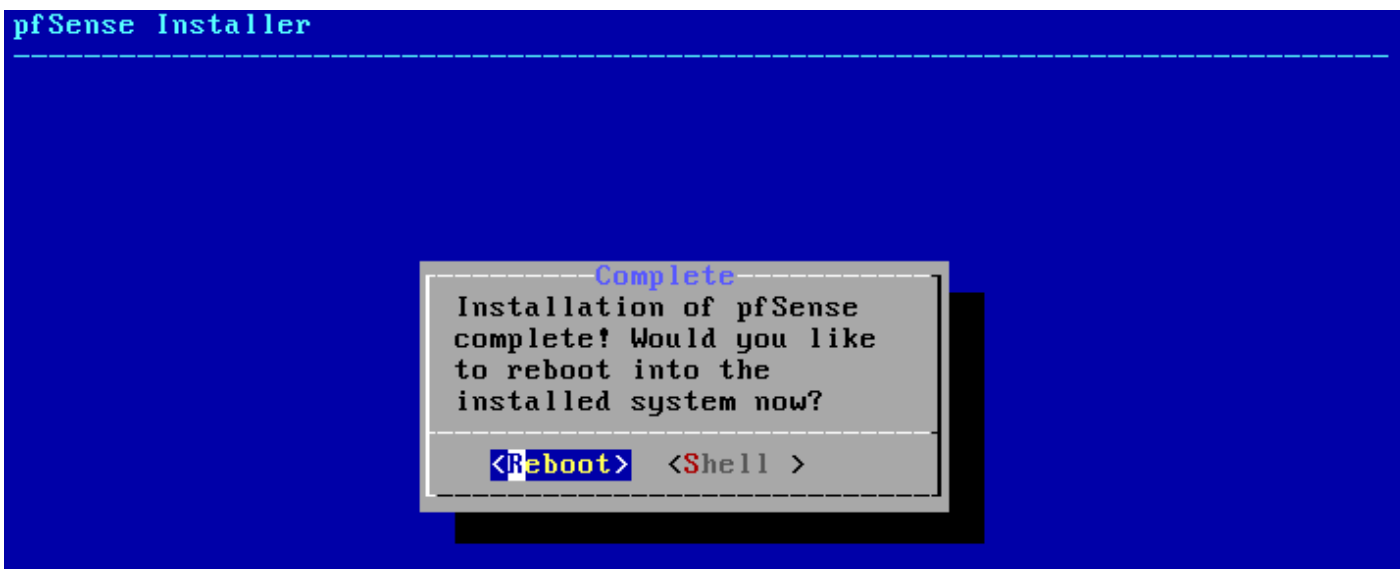 pfSense Installer
Complete
Installation of pfSense
complete! Would you like
to reboot into the
installed system now?
<Reboot> <Shell >